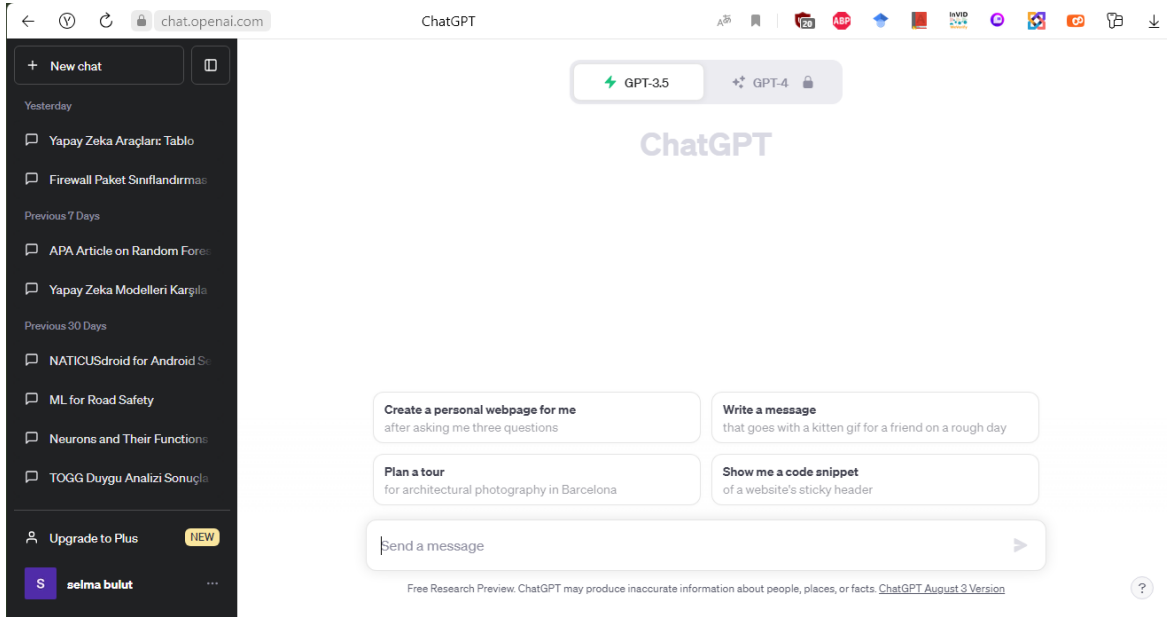 chat.openai.com
ChatGPT
20
ABP
InVID
+ New chat
Yesterday
Yapay Zeka Araçları: Tablo
Firewall Paket Sınıflandırmas
Previous 7 Days
APA Article on Random Fores
Yapay Zeka Modelleri Karşıla
Previous 30 Days
NATICUSdroid for Android Se
ML for Road Safety
Neurons and Their Functions
TOGG Duygu Analizi Sonuçla
Upgrade to Plus
NEW
S
selma bulut
GPT-3.5
GPT-4
ChatGPT
Create a personal webpage for me
after asking me three questions
Write a message
that goes with a kitten gif for a friend on a rough day
Plan a tour
for architectural photography in Barcelona
Show me a code snippet
of a website's sticky header
Send a message
Free Research Preview. ChatGPT may produce inaccurate information about people, places, or facts. ChatGPT August 3 Version
?